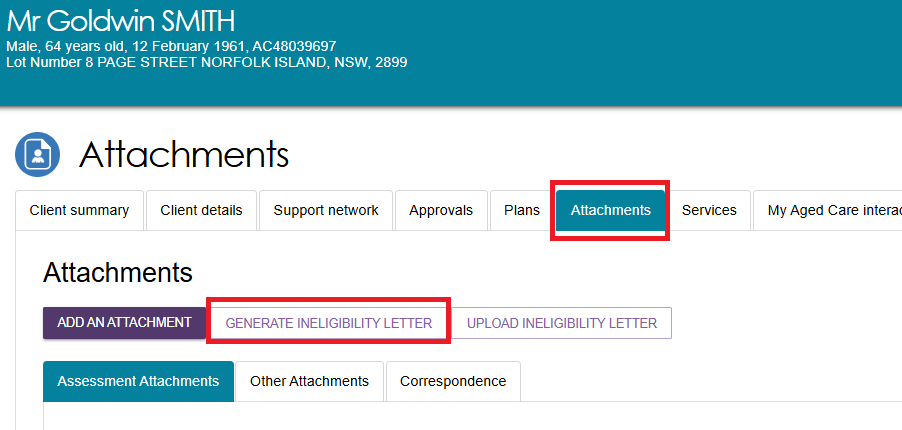 Mr Goldwin SMITH
Male, 64 years old, 12 February 1961, AC48039697
Lot Number 8 PAGE STREET NORFOLK ISLAND, NSW, 2899
Attachments
Client summary Client details Support network Approvals Plans Attachments Services My Aged Care interac
Attachments
ADD AN ATTACHMENT GENERATE INELIGIBILITY LETTER UPLOAD INELIGIBILITY LETTER
Assessment Attachments Other Attachments Correspondence